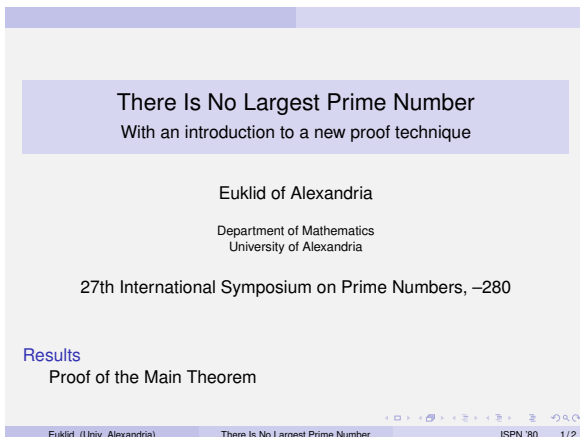 There Is No Largest Prime Number
With an introduction to a new proof technique
Euklid of Alexandria
Department of Mathematics
University of Alexandria
27th International Symposium on Prime Numbers, –280
Results
Proof of the Main Theorem
Euklid (Univ. Alexandria) There Is No Largest Prime Number ISPN ’80 1 / 2